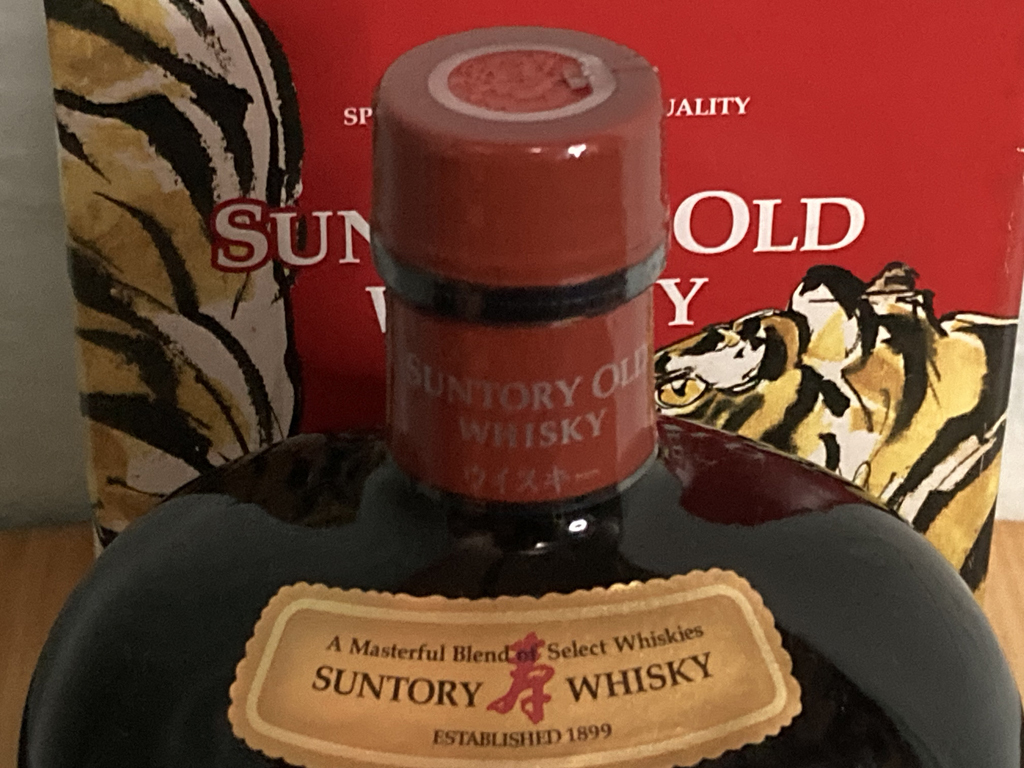 SP UALITY
SUN OLD
W Y
SUNTORY OLD
WHISKY
ウイスキー
A Masterful Blend of Select Whiskies
SUNTORY 寿 WHISKY
ESTABLISHED 1899